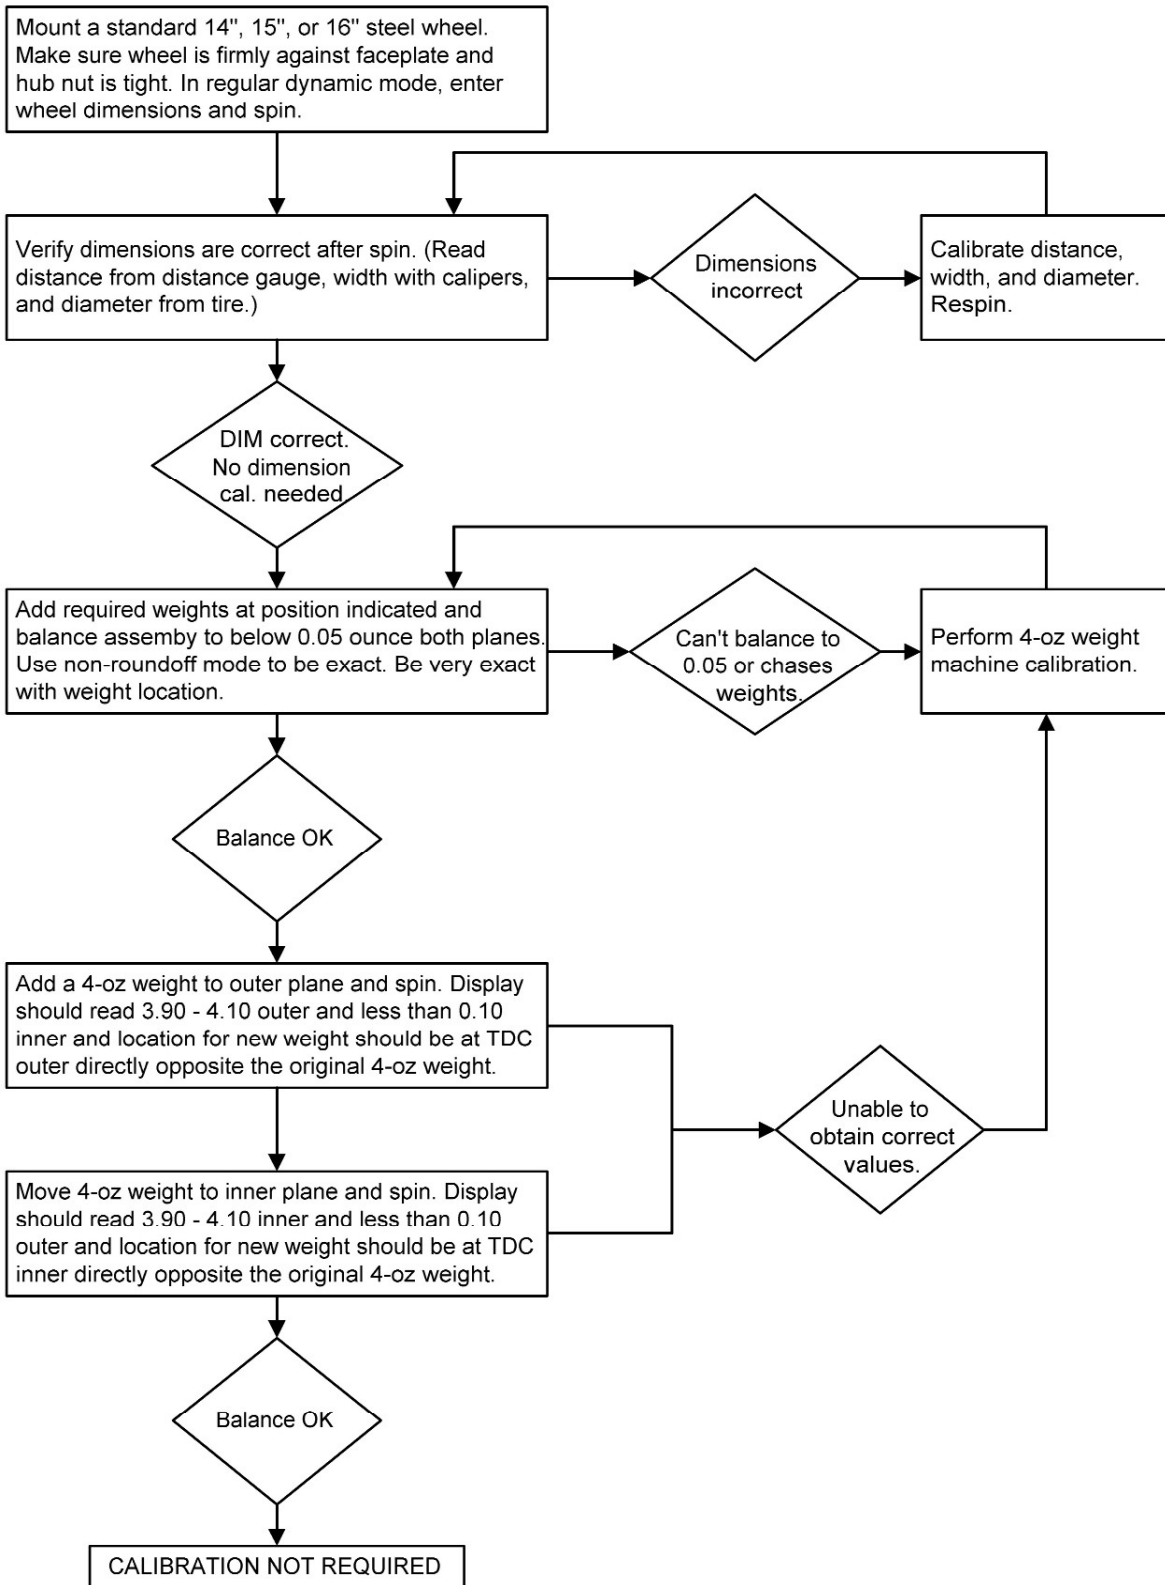 Mount a standard 14", 15", or 16" steel wheel.
Make sure wheel is firmly against faceplate and
hub nut is tight. In regular dynamic mode, enter
wheel dimensions and spin.
Verify dimensions are correct after spin. (Read
distance from distance gauge, width with calipers,
and diameter from tire.)
Dimensions
incorrect
Calibrate distance,
width, and diameter.
Respin.
DIM correct.
No dimension
cal. needed
Add required weights at position indicated and
balance assemby to below 0.05 ounce both planes.
Use non-roundoff mode to be exact. Be very exact
with weight location.
Can't balance to
0.05 or chases
weights.
Perform 4-oz weight
machine calibration.
Balance OK
Add a 4-oz weight to outer plane and spin. Display
should read 3.90 - 4.10 outer and less than 0.10
inner and location for new weight should be at TDC
outer directly opposite the original 4-oz weight.
Unable to
obtain correct
values.
Move 4-oz weight to inner plane and spin. Display
should read 3.90 - 4.10 inner and less than 0.10
outer and location for new weight should be at TDC
inner directly opposite the original 4-oz weight.
Balance OK
CALIBRATION NOT REQUIRED